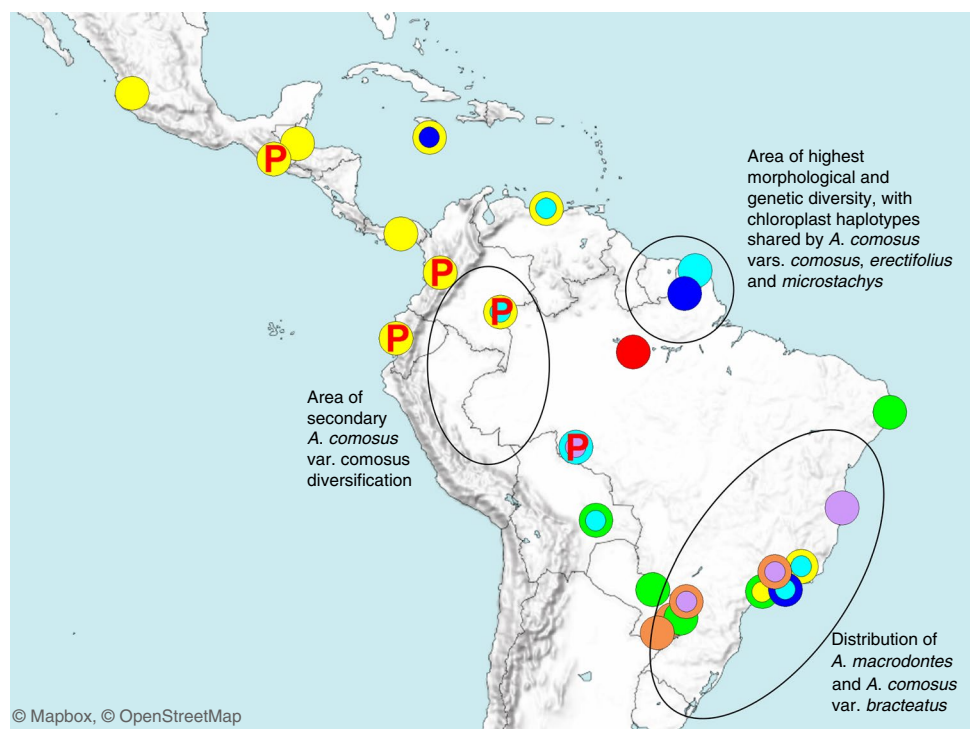 P
Area of highest
morphological and
genetic diversity, with
chloroplast haplotypes
shared by A. comosus
vars. comosus, erectifolius
and microstachys
P
P
P
Area of
secondary
A. comosus
var. comosus
diversification
P
Distribution of
A. macrodontes
and A. comosus
var. bracteatus
© Mapbox, © OpenStreetMap